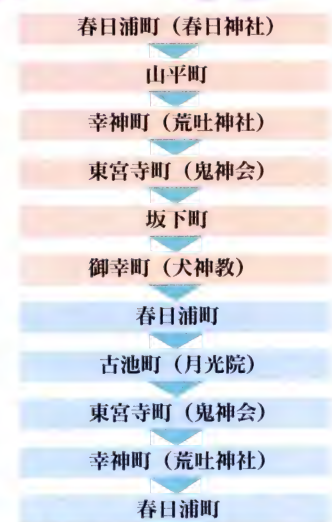 春日浦町（春日神社）
山平町
幸神町（荒吐神社）
東宮寺町（鬼神会）
坂下町
御幸町（犬神教）
春日浦町
古池町（月光院）
東宮寺町（鬼神会）
幸神町（荒吐神社）
春日浦町